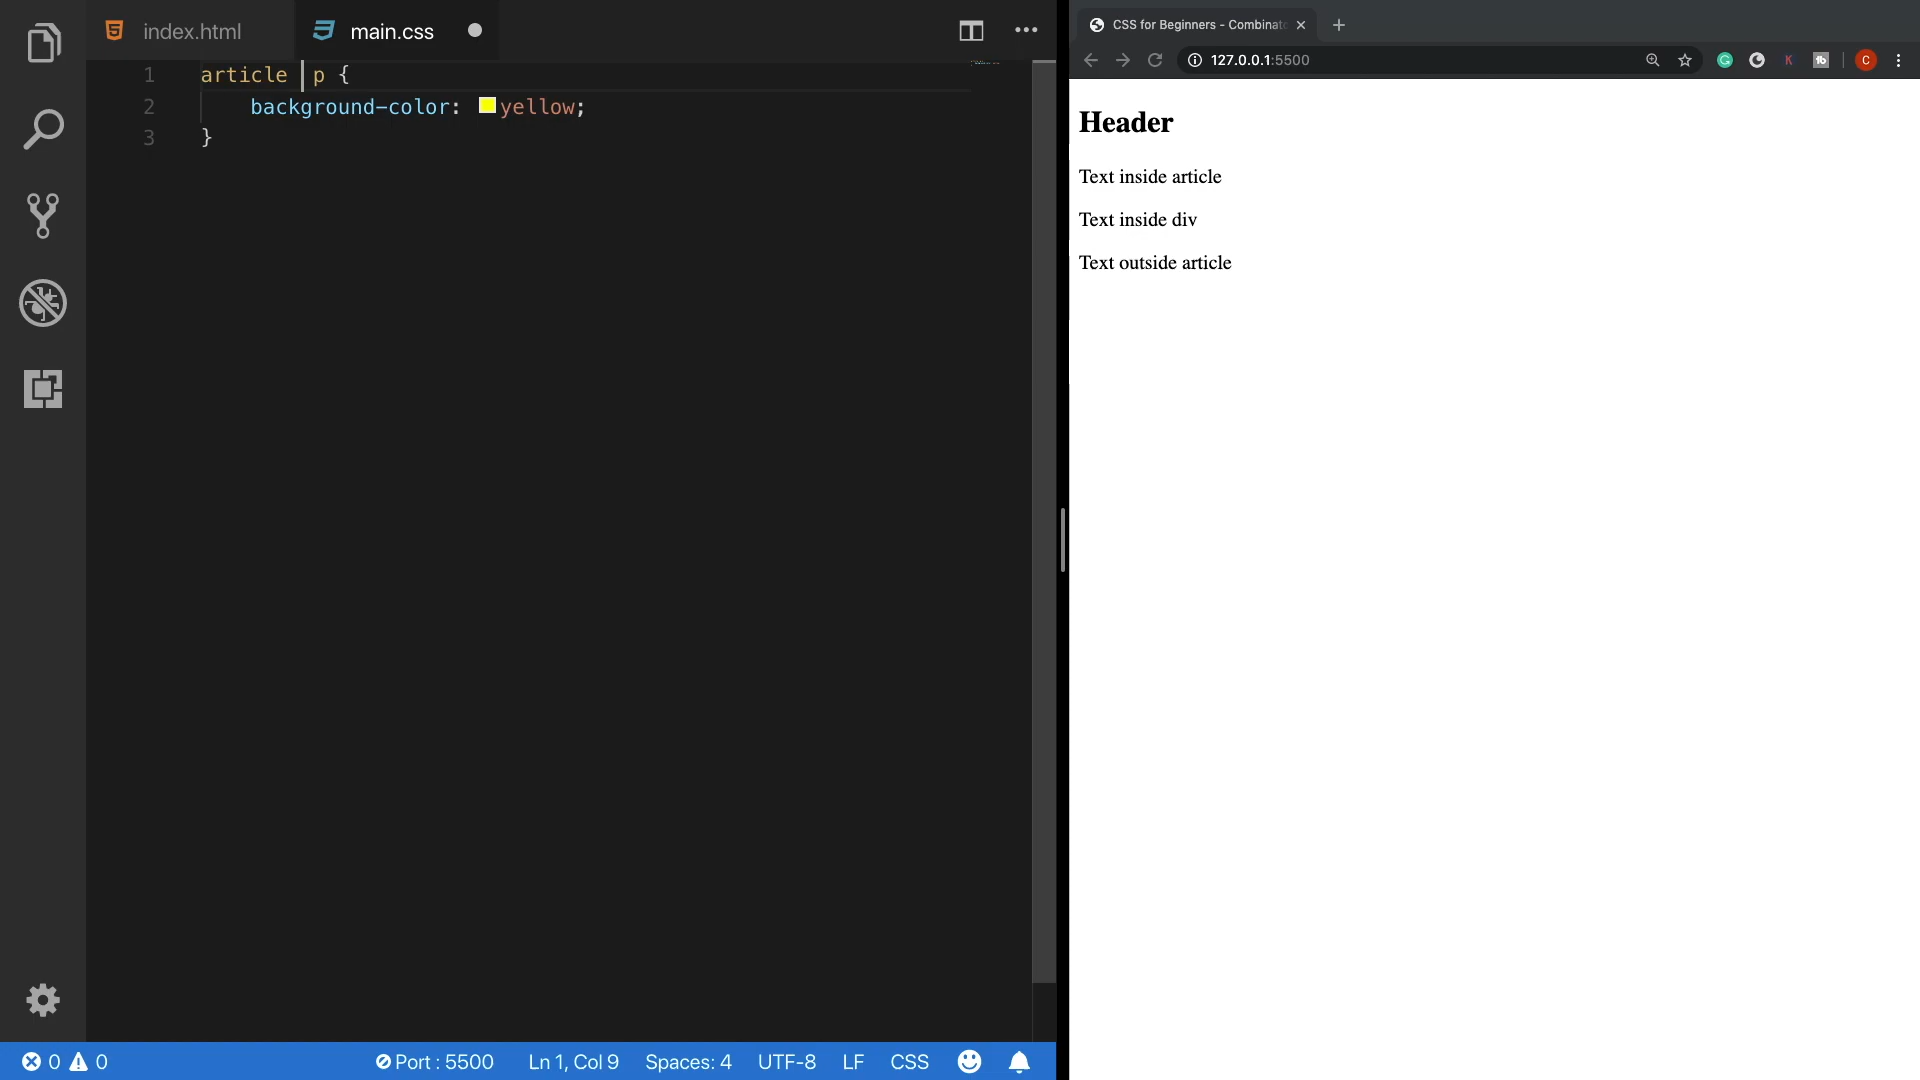 index.html
main.css
1 article p {
2 background-color: yellow;
3 }
0 0
Port : 5500
Ln 1, Col 9
Spaces: 4
UTF-8
LF
CSS
CSS for Beginners - Combinat
127.0.0.1:5500
K
C
Header
Text inside article
Text inside div
Text outside article